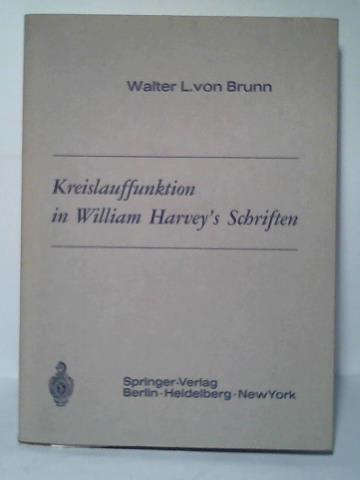 Walter L. von Brunn
Kreislauffunktion
in William Harvey's Schriften
Springer-Verlag
Berlin · Heidelberg · New York